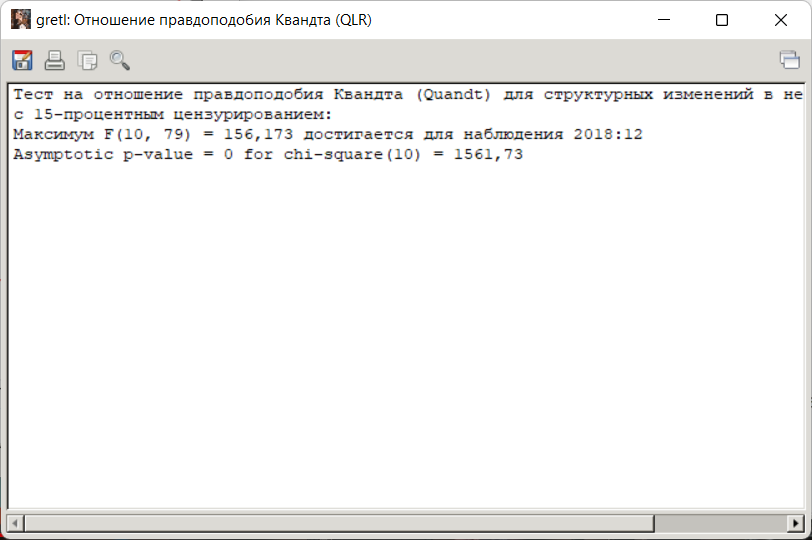 gretl: Отношение правдоподобия Квандта (QLR)
Тест на отношение правдоподобия Квандта (Quandt) для структурных изменений в не
с 15-процентным цензурированием:
Максимум F(10, 79) = 156,173 достигается для наблюдения 2018:12
Asymptotic p-value = 0 for chi-square(10) = 1561,73